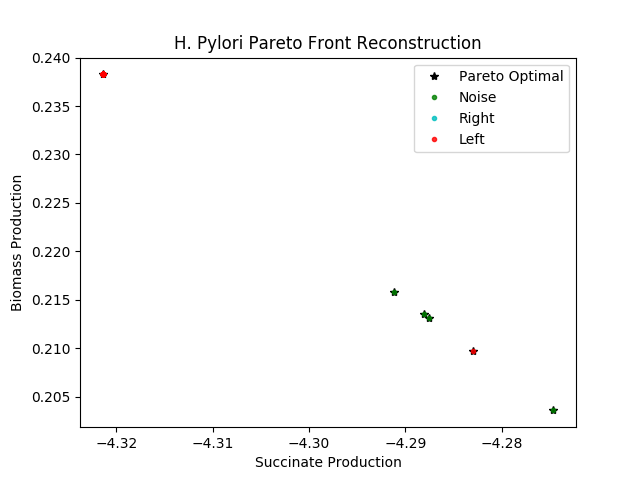 H. Pylori Pareto Front Reconstruction
0.240
0.235
0.230
0.225
0.220
0.215
0.210
0.205
Biomass Production
Pareto Optimal
Noise
Right
Left
−4.32
−4.31
−4.30
−4.29
−4.28
Succinate Production